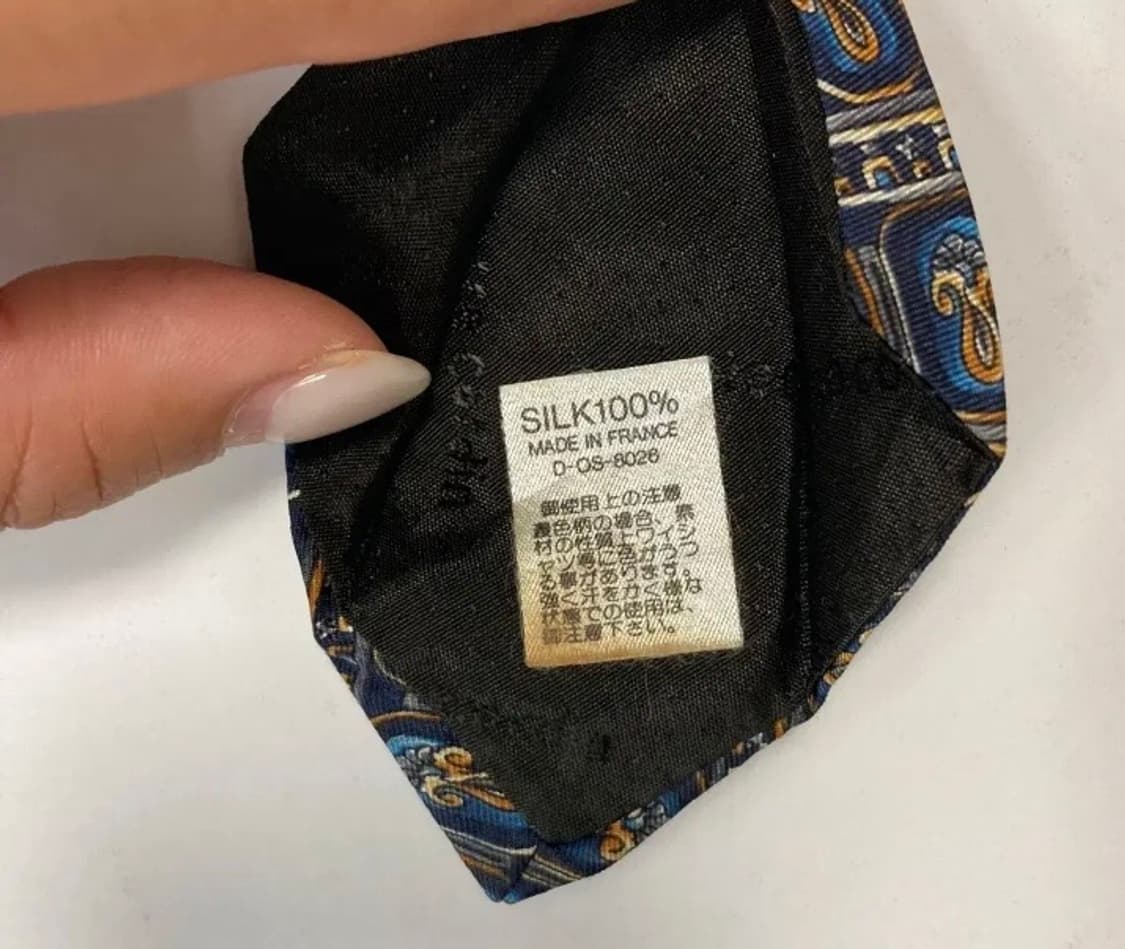 SILK100%
MADE IN FRANCE
D-OS-8026
御使用上の注意
濃色柄の場合、素
材の性質上ワイシ
ャツ等に色がうつ
る事があります。
強く汗をかく様な
状態での使用は、
御注意下さい。